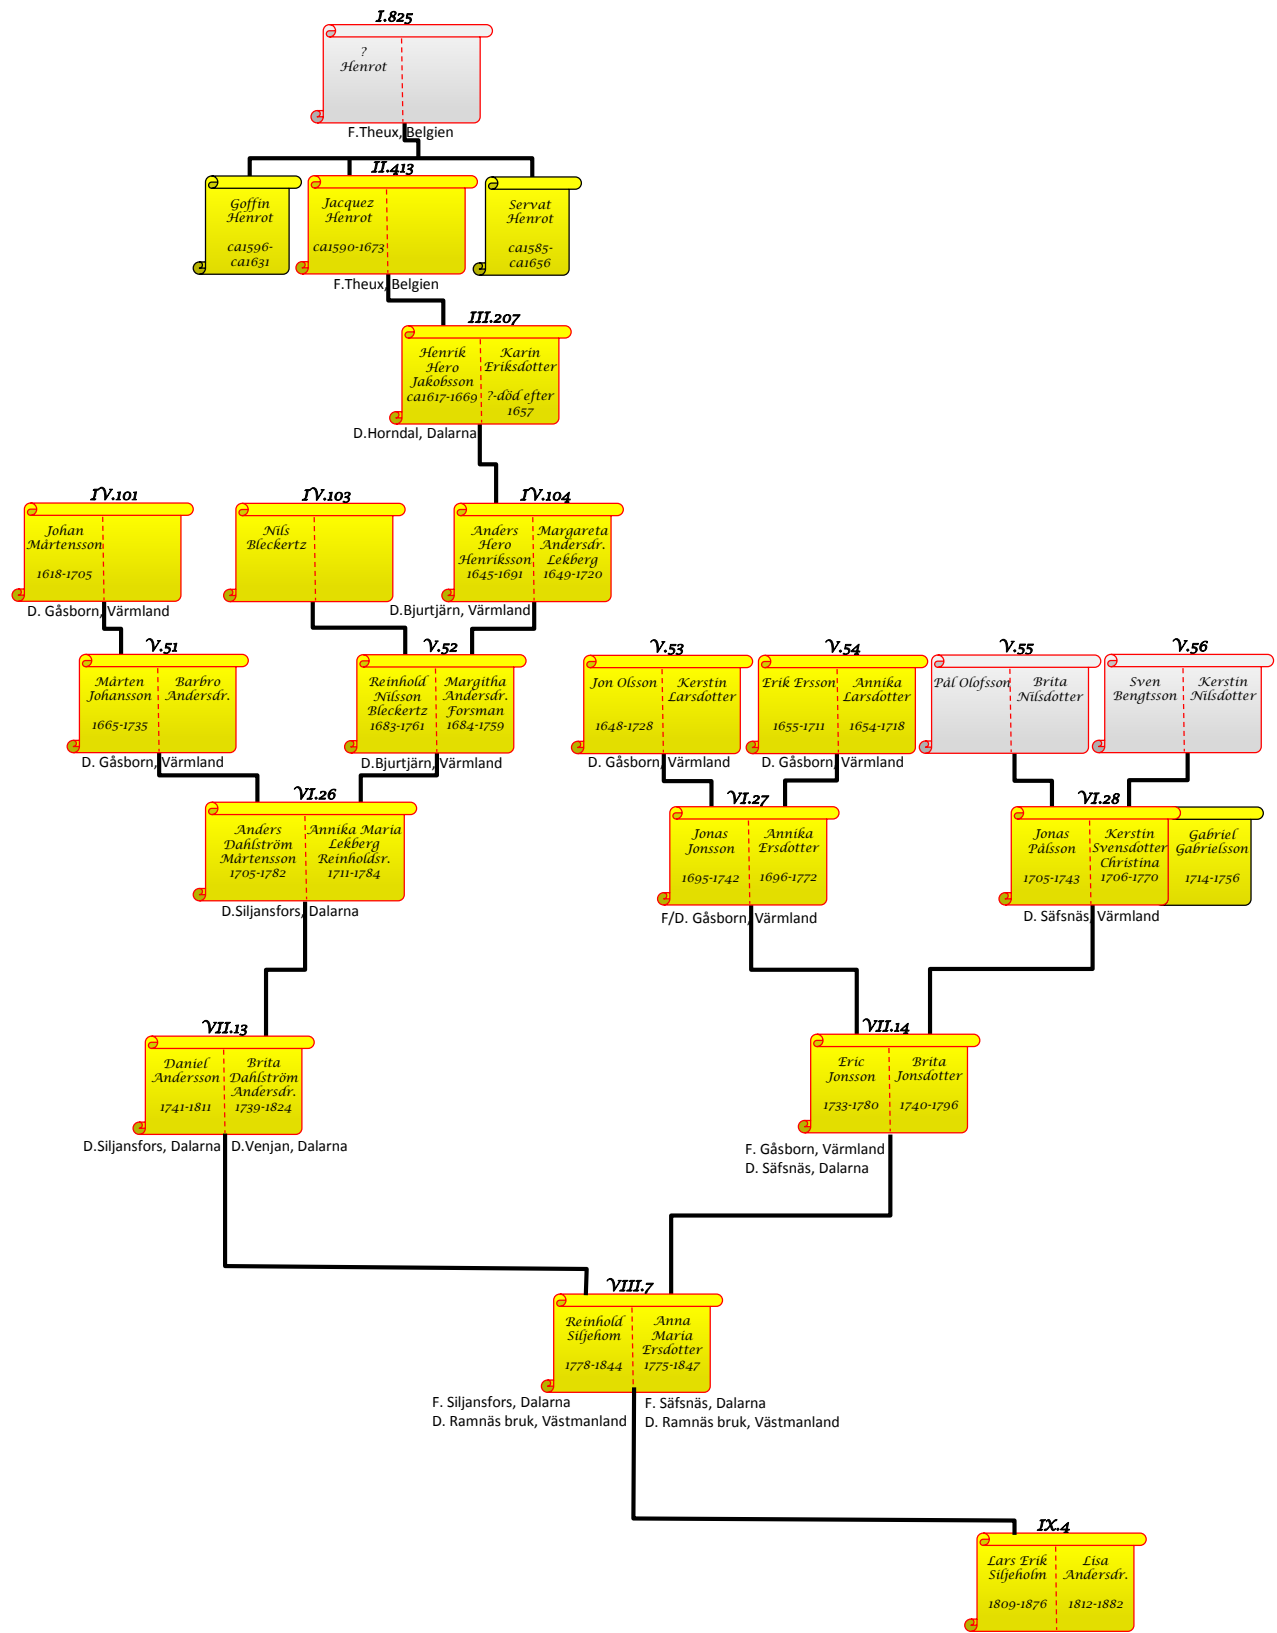 I.825
?
Henrot
F.Theux, Belgien
II.413
Goffin
Henrot
ca1596-
ca1631
Jacquez
Henrot
ca1590-1673
Servat
Henrot
ca1585-
ca1656
F.Theux, Belgien
III.207
Henrik
Hero
Jakobsson
ca1617-1669
Karin
Eriksdotter
?-död efter
1657
D.Horndal, Dalarna
IV.101
Johan
Mårtensson
1618-1705
D. Gåsborn, Värmland
IV.103
Nils
Bleckertz
IV.104
Anders
Hero
Henriksson
1645-1691
Margareta
Andersdr.
Lekberg
1649-1720
D.Bjurtjärn, Värmland
V.51
Mårten
Johansson
1665-1735
Barbro
Andersdr.
D. Gåsborn, Värmland
V.52
Reinhold
Nilsson
Bleckertz
1683-1761
Margitha
Andersdr.
Forsman
1684-1759
D.Bjurtjärn, Värmland
V.53
Jon Olsson
1648-1728
Kerstin
Larsdotter
D. Gåsborn, Värmland
V.54
Erik Ersson
1655-1711
Annika
Larsdotter
1654-1718
D. Gåsborn, Värmland
V.55
Pål Olofsson
Brita
Nilsdotter
V.56
Sven
Bengtsson
Kerstin
Nilsdotter
VI.26
Anders
Dahlström
Mårtensson
1705-1782
Annika Maria
Lekberg
Reinholdsr.
1711-1784
D.Siljansfors, Dalarna
VI.27
Jonas
Jonsson
1695-1742
Annika
Ersdotter
1696-1772
F/D. Gåsborn, Värmland
VI.28
Jonas
Pålsson
1705-1743
Kerstin
Svensdotter
Christina
1706-1770
Gabriel
Gabrielsson
1714-1756
D. Säfsnäs, Värmland
VII.13
Daniel
Andersson
1741-1811
Brita
Dahlström
Andersdr.
1739-1824
D.Siljansfors, Dalarna
D.Venjan, Dalarna
VII.14
Eric
Jonsson
1733-1780
Brita
Jonsdotter
1740-1796
F. Gåsborn, Värmland
D. Säfsnäs, Dalarna
VIII.7
Reinhold
Siljehom
1778-1844
Anna
Maria
Ersdotter
1775-1847
F. Siljansfors, Dalarna
D. Ramnäs bruk, Västmanland
F. Säfsnäs, Dalarna
D. Ramnäs bruk, Västmanland
IX.4
Lars Erik
Siljeholm
1809-1876
Lisa
Andersdr.
1812-1882